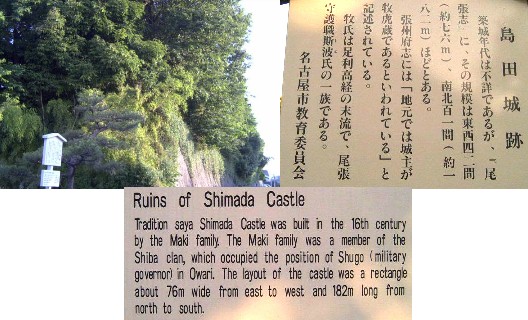 島田城跡
築城年代は不詳であるが、『尾
張志』に、その規模は東西四二間
(約七六m)、南北百一間(約一
八二m)ほどとある。
張州府志には「地元では城主が
牧虎蔵であるといわれている」と
記述されている。
牧氏は足利高経の末流で、尾張
守護職斯波氏の一族である。
名古屋市教育委員会
Ruins of Shimada Castle
Tradition saya Shimada Castle was built in the 16th century
by the Maki family. The Maki family was a member of the
Shiba clan, which occupied the position of Shugo (military
governor) in Owari. The layout of the castle was a rectangle
about 76m wide from east to west and 182m long from
north to south.